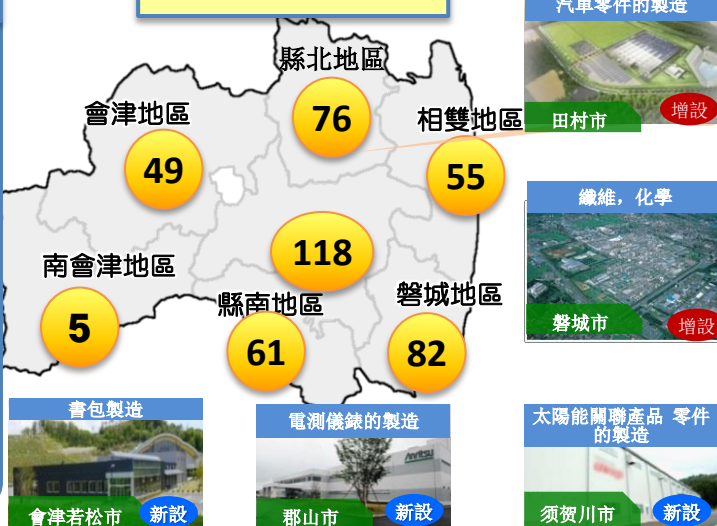 汽車零件的製造
田村市
增設
縣北地區
76
會津地區
49
相雙地區
55
纖維，化學
磐城市
增設
118
南會津地區
5
縣南地區
61
磐城地區
82
書包製造
會津若松市
新設
電測儀錶的製造
Anritsu
郡山市
新設
太陽能關聯產品 零件
的製造
须贺川市
新設